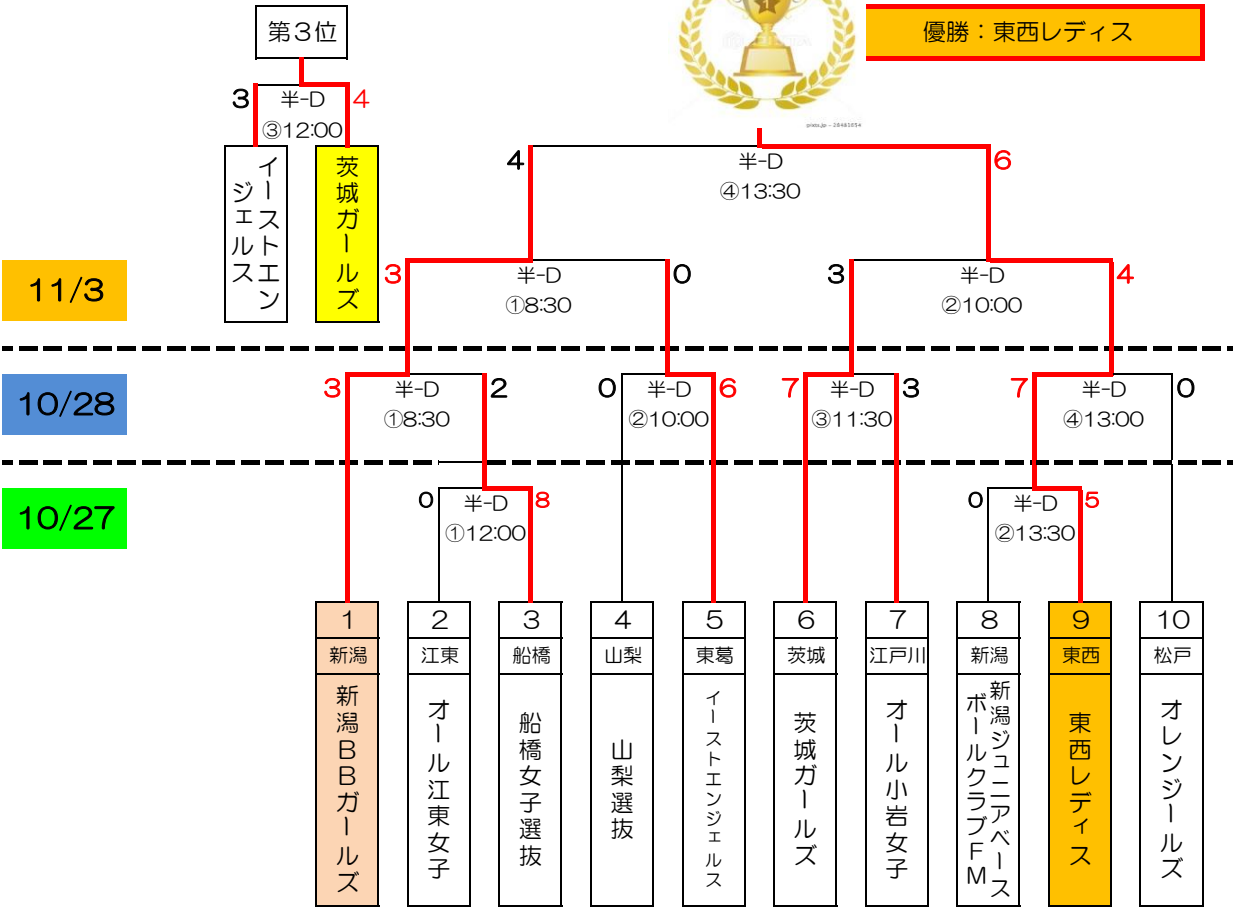 第３位
優勝：東西レディス
1
pixta.jp - 28481654
3 半-D 4
③12:00
イーストエンジェルス
茨城ガールズ
4 半-D 6
④13:30
11/3
3 半-D 0
①8:30
3 半-D 4
②10:00
10/28
3 半-D 2
①8:30
0 半-D 6
②10:00
7 半-D 3
③11:30
7 半-D 0
④13:00
10/27
0 半-D 8
①12:00
0 半-D 5
②13:30
1 2 3 4 5 6 7 8 9 10
新潟 江東 船橋 山梨 東葛 茨城 江戸川 新潟 東西 松戸
新潟ＢＢガールズ
オール江東女子
船橋女子選抜
山梨選抜
イーストエンジェルス
茨城ガールズ
オール小岩女子
新潟ジュニアベース
ボールクラブＦＭ
東西レディス
オレンジールズ